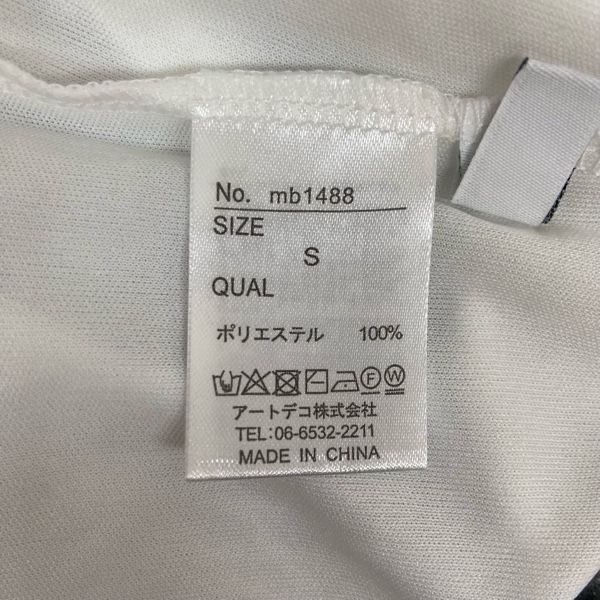 No. mb1488
SIZE
S
QUAL
ポリエステル 100%
F W
アートデコ株式会社
TEL:06-6532-2211
MADE IN CHINA